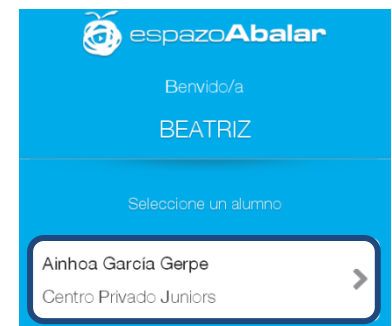 espazoAbalar
Benvido/a
BEATRIZ
Seleccione un alumno
Ainhoa García Gerpe
Centro Privado Juniors